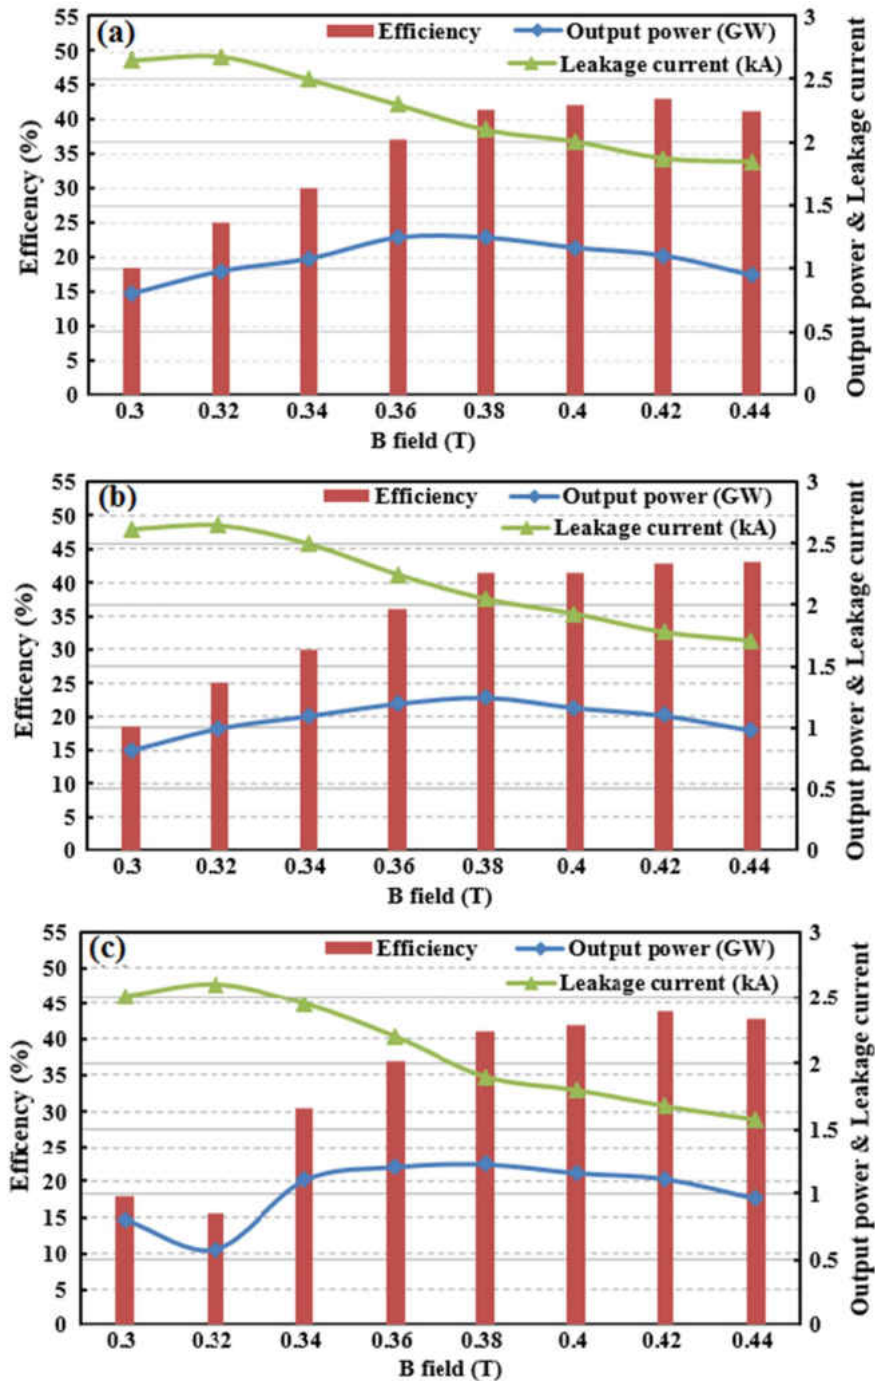 (a)
Efficiency
Output power (GW)
Leakage current (kA)
55
50
45
40
35
30
25
20
15
10
5
0
Efficency (%)
3
2.5
2
1.5
1
0.5
0
Output power & Leakage current
0.3 0.32 0.34 0.36 0.38 0.4 0.42 0.44
B field (T)
(b)
Efficiency
Output power (GW)
Leakage current (kA)
55
50
45
40
35
30
25
20
15
10
5
0
Efficency (%)
3
2.5
2
1.5
1
0.5
0
Output power & Leakage current
0.3 0.32 0.34 0.36 0.38 0.4 0.42 0.44
B field (T)
(c)
Efficiency
Output power (GW)
Leakage current (kA)
55
50
45
40
35
30
25
20
15
10
5
0
Efficency (%)
3
2.5
2
1.5
1
0.5
0
Output power & Leakage current
0.3 0.32 0.34 0.36 0.38 0.4 0.42 0.44
B field (T)